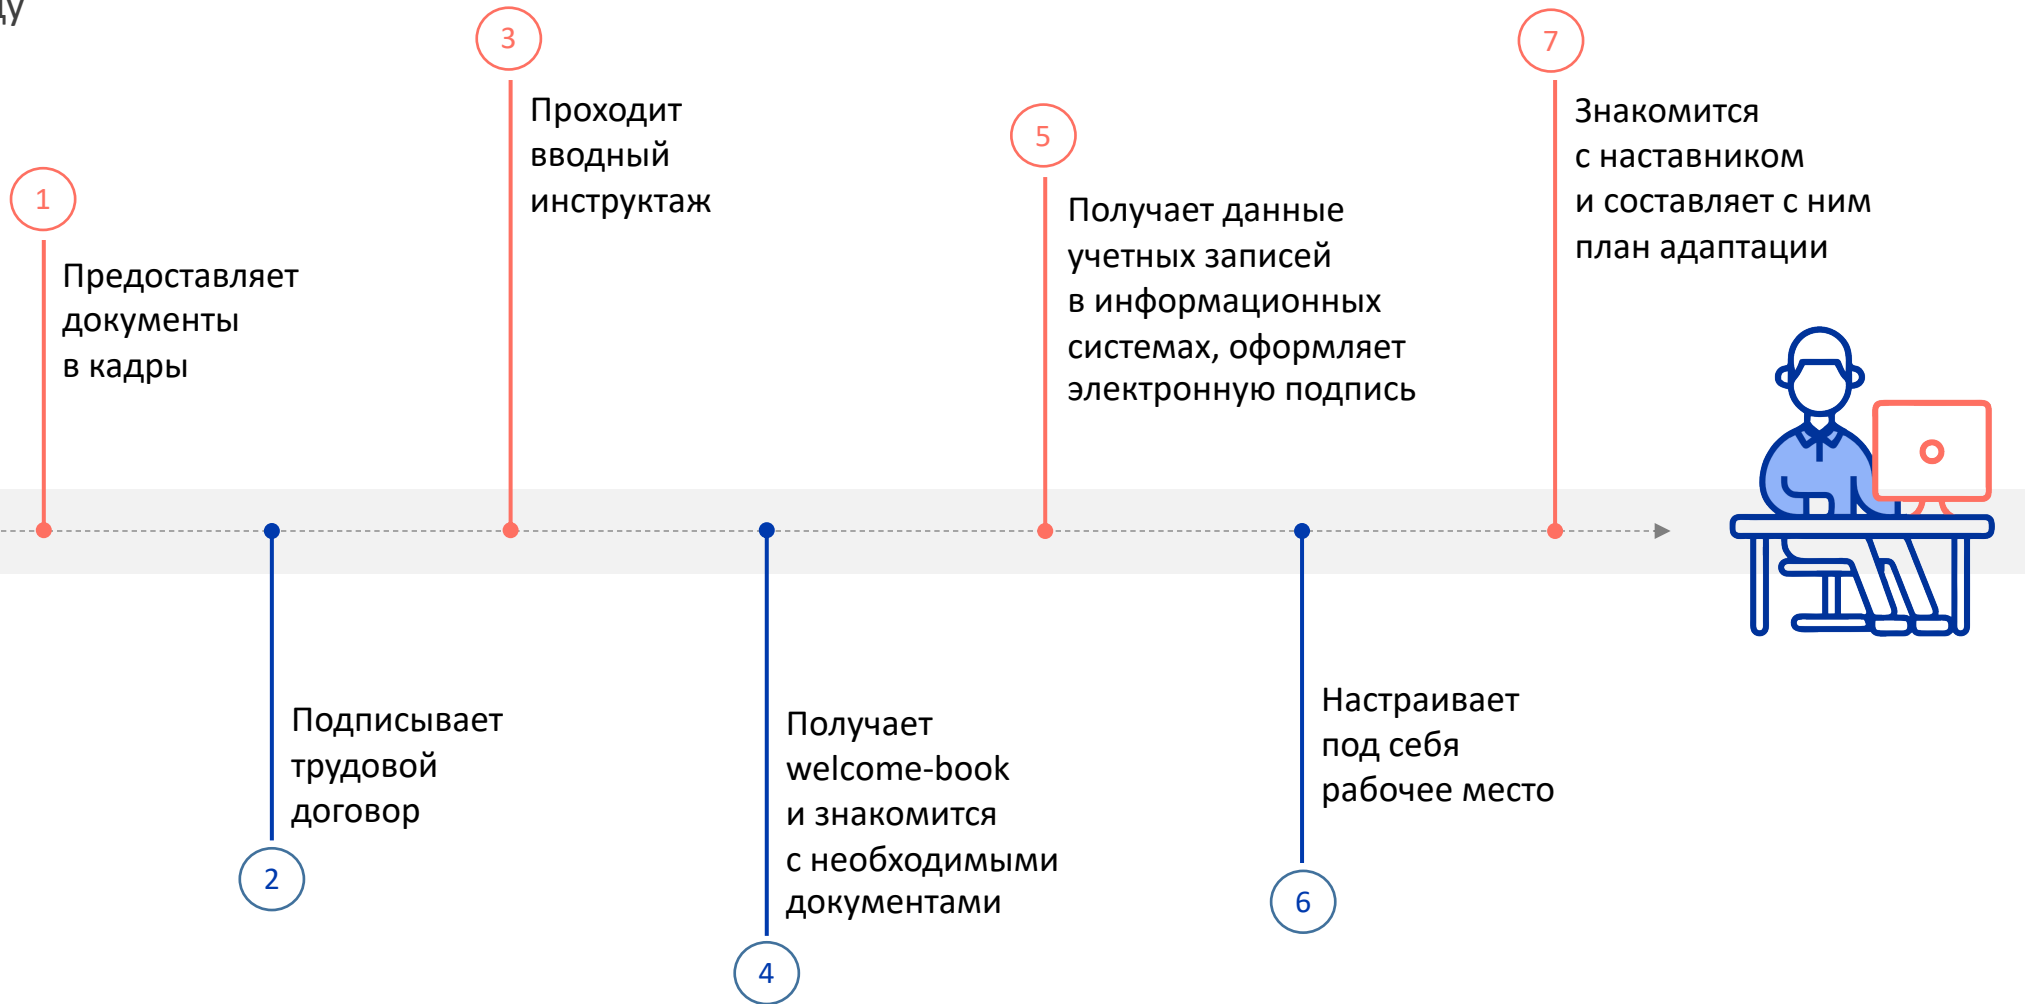 ду
1
Предоставляет
документы
в кадры
2
Подписывает
трудовой
договор
3
Проходит
вводный
инструктаж
4
Получает
welcome-book
и знакомится
с необходимыми
документами
5
Получает данные
учетных записей
в информационных
системах, оформляет
электронную подпись
6
Настраивает
под себя
рабочее место
7
Знакомится
с наставником
и составляет с ним
план адаптации